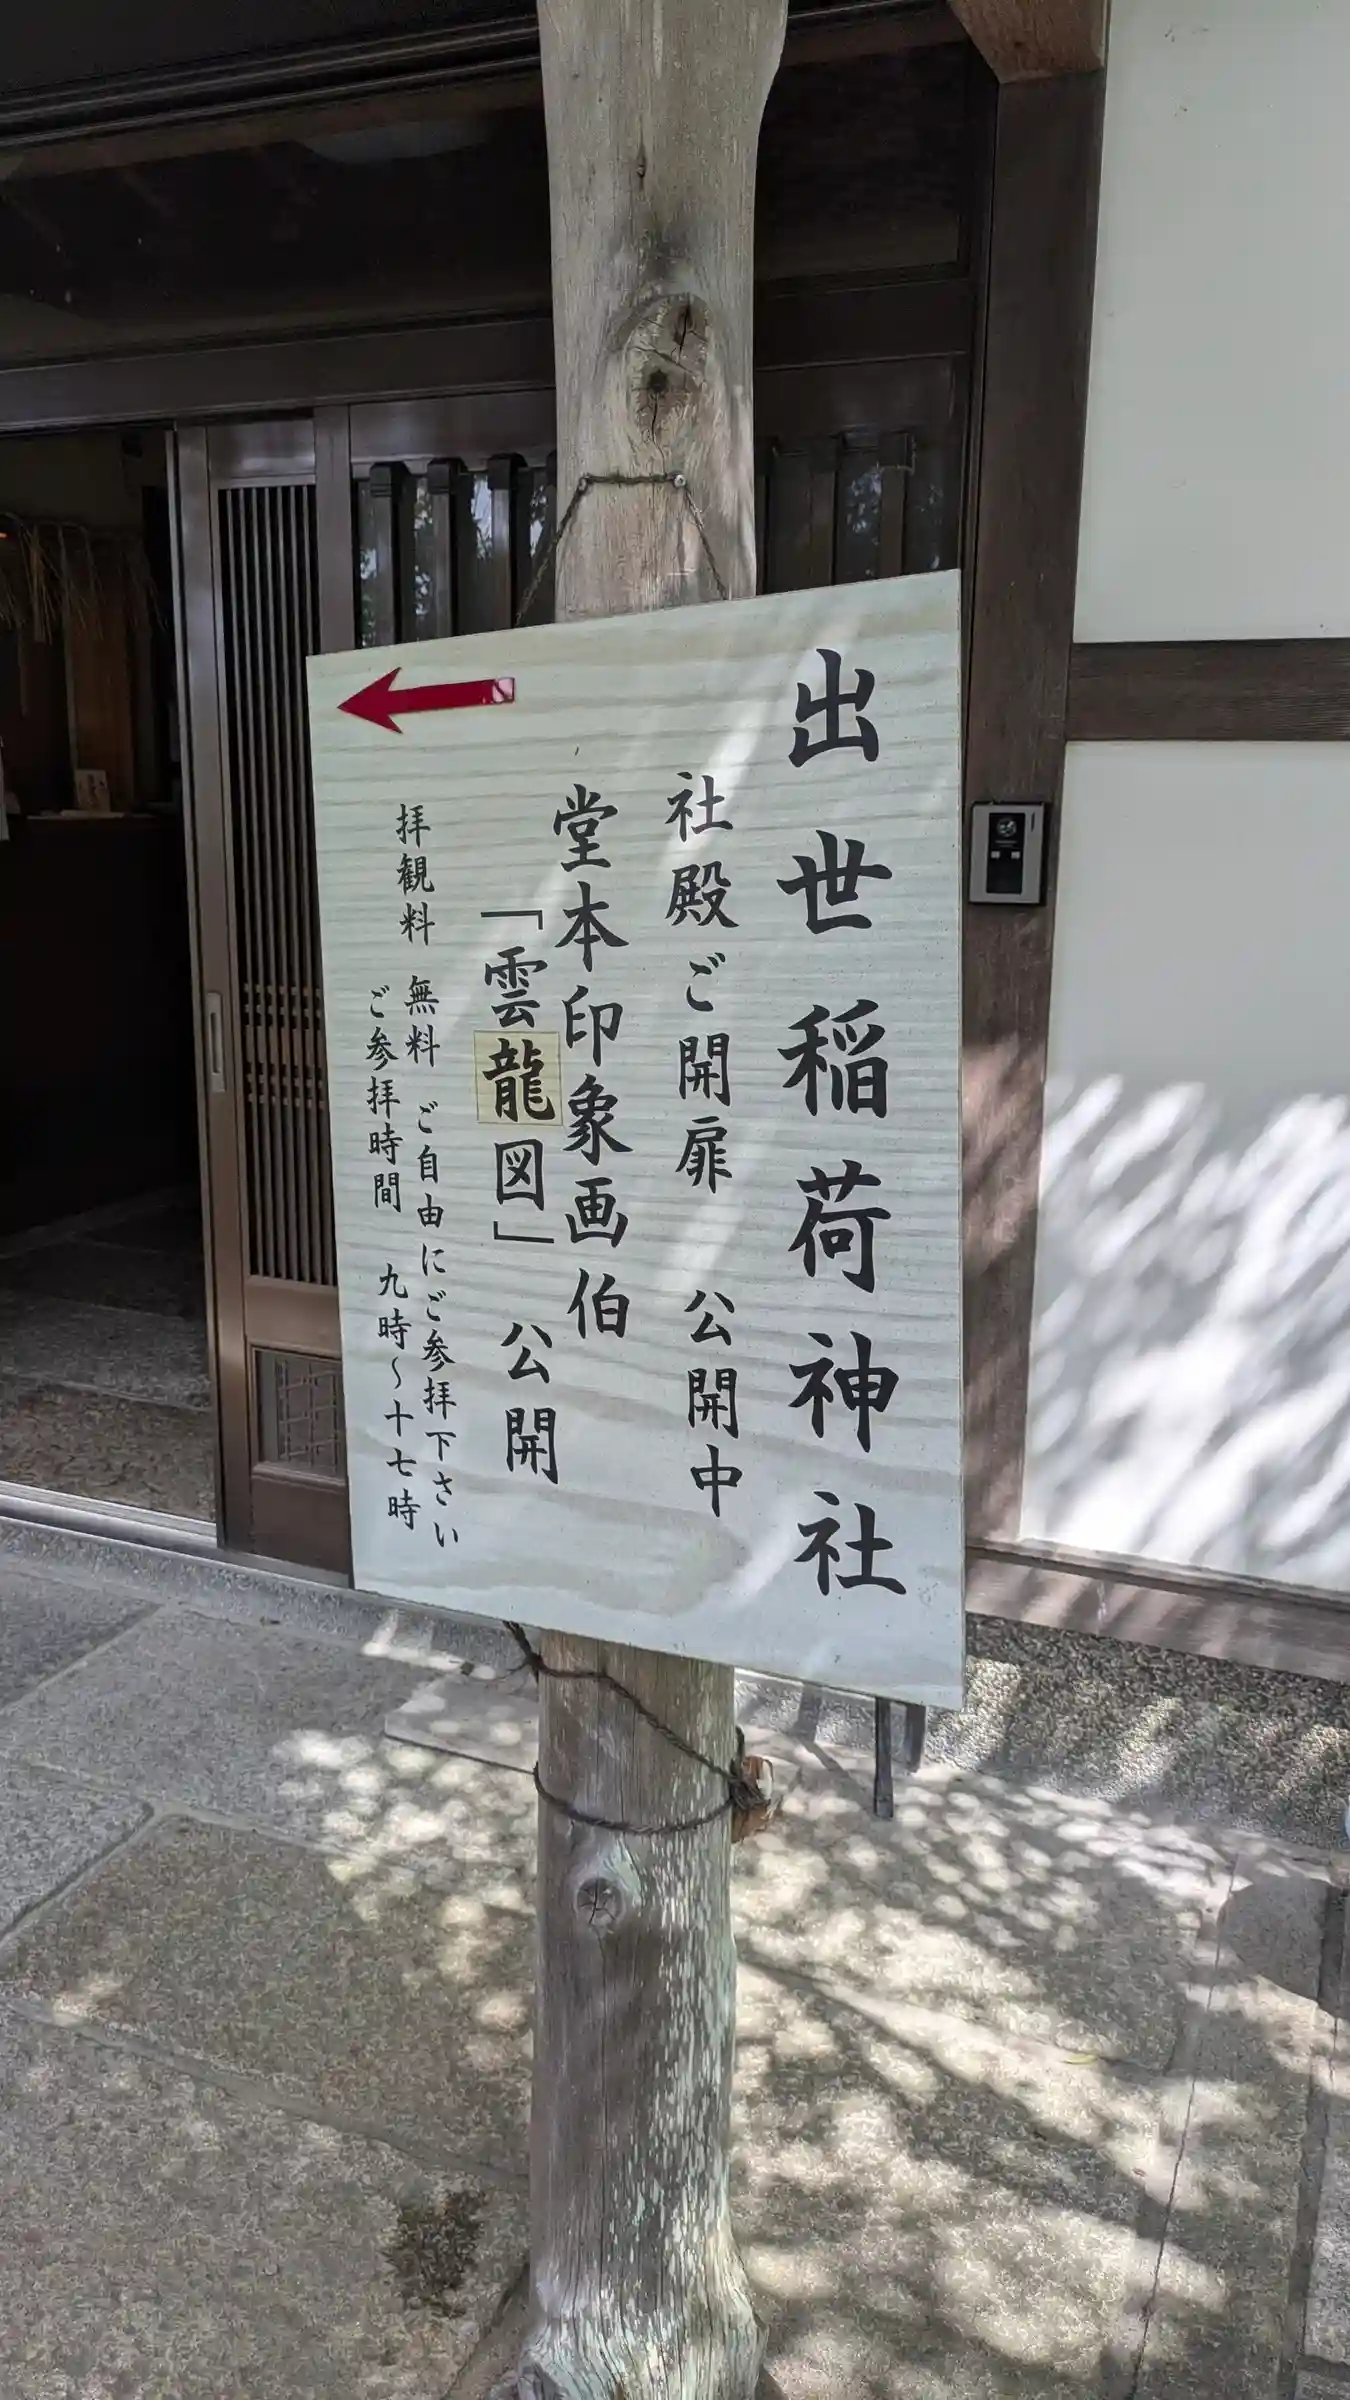 出世稲荷神社
社殿ご開扉 公開中
堂本印象画伯
「雲龍図」 公開
拝観料 無料 ご自由にご参拝下さい
ご参拝時間 九時～十七時